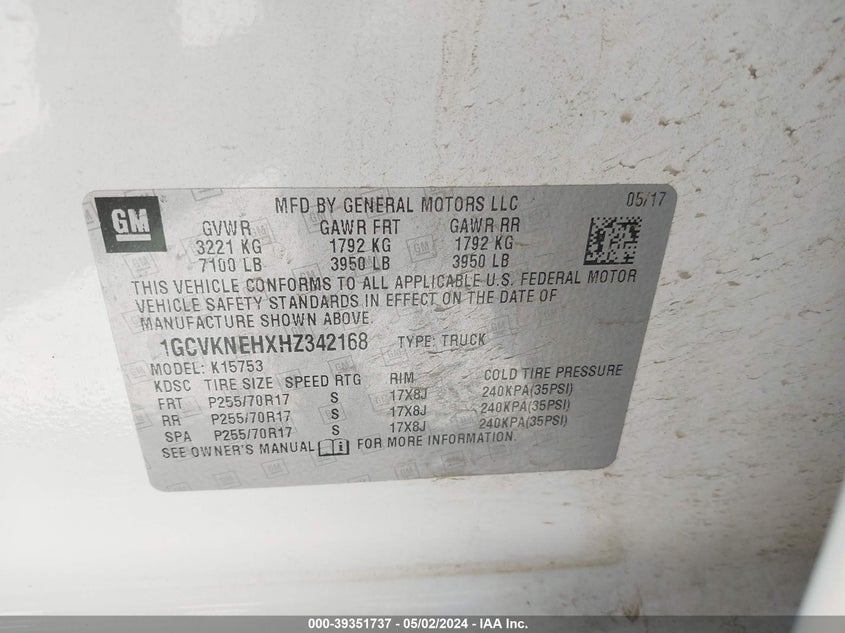 GM
MFD BY GENERAL MOTORS LLC 05/17
GVWR GAWR FRT GAWR RR
3221 KG 1792 KG 1792 KG
7100 LB 3950 LB 3950 LB
THIS VEHICLE CONFORMS TO ALL APPLICABLE U.S. FEDERAL MOTOR
VEHICLE SAFETY STANDARDS IN EFFECT ON THE DATE OF
MANUFACTURE SHOWN ABOVE.
1GCVKNEHXHZ342168 TYPE: TRUCK
MODEL: K15753
KDSC TIRE SIZE SPEED RTG RIM COLD TIRE PRESSURE
FRT P255/70R17 S 17X8J 240KPA(35PSI)
RR P255/70R17 S 17X8J 240KPA(35PSI)
SPA P255/70R17 S 17X8J 240KPA(35PSI)
SEE OWNER'S MANUAL FOR MORE INFORMATION.
000-39351737 - 05/02/2024 - IAA Inc.